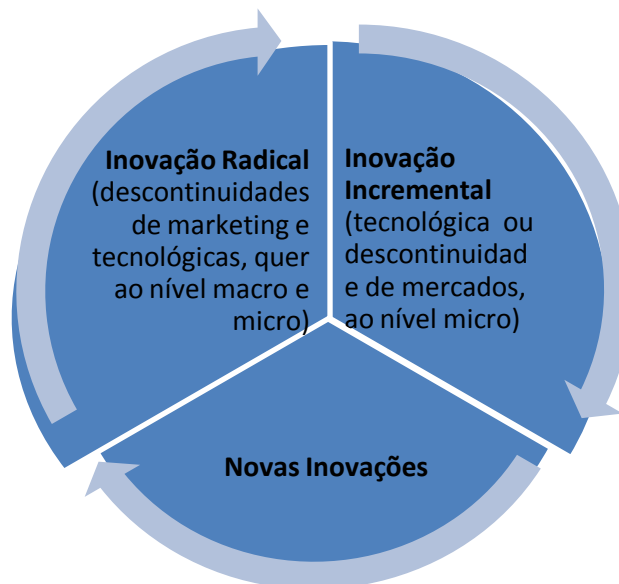 Inovação Radical
(descontinuidades
de marketing e
tecnológicas, quer
ao nível macro e
micro)
Inovação
Incremental
(tecnológica ou
descontinuidad
e de mercados,
ao nível micro)
Novas Inovações